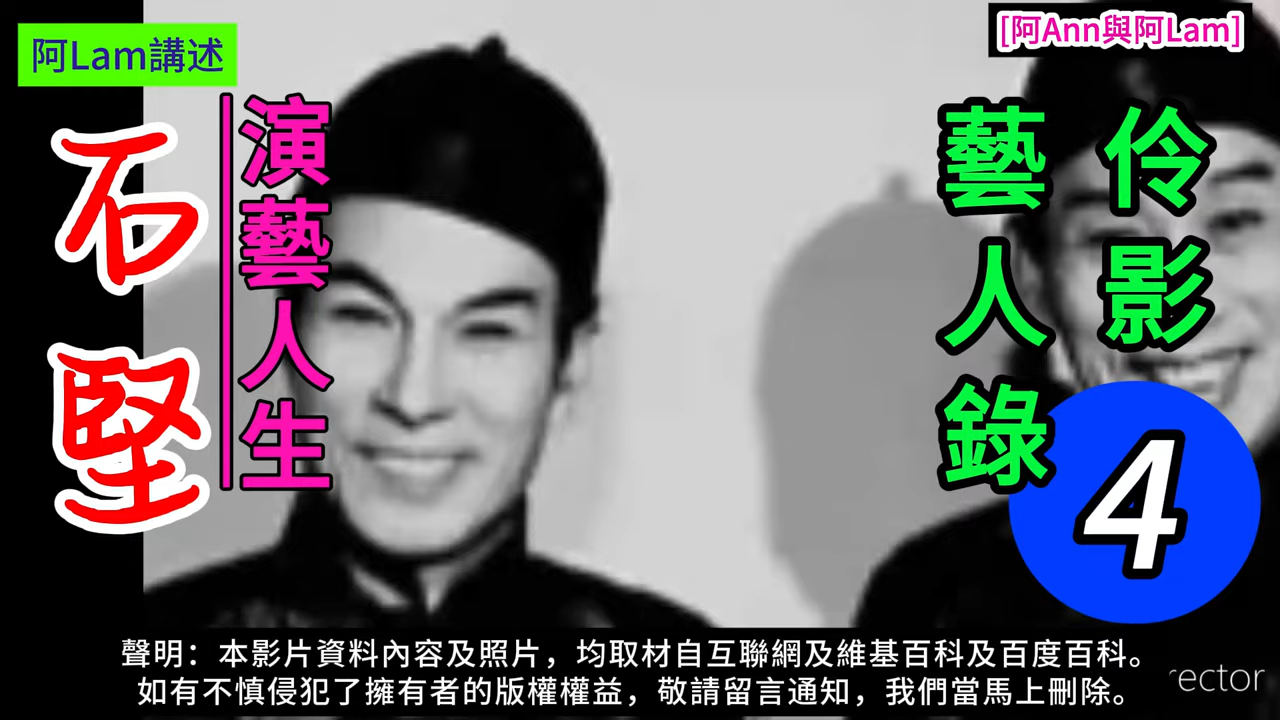 阿Lam講述
[阿Ann與阿Lam]
石堅
演藝人生
伶影
藝人錄
4
聲明：本影片資料內容及照片，均取材自互聯網及維基百科及百度百科。
如有不慎侵犯了擁有者的版權權益，敬請留言通知，我們當馬上刪除。
rector